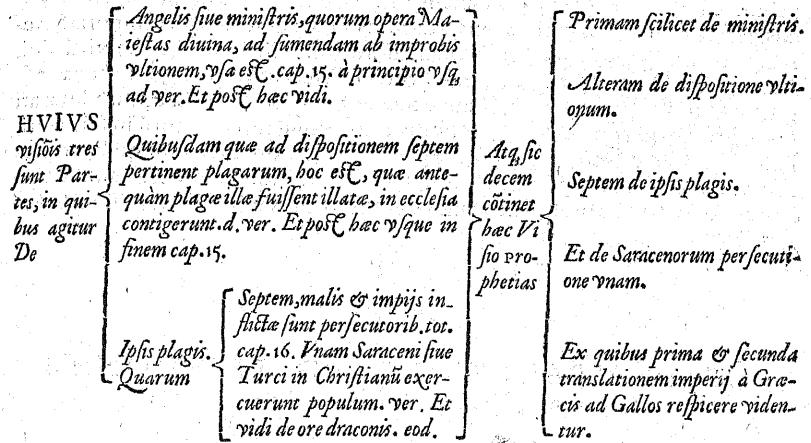 HVIVS
visiõis tres
sunt Par-
tes, in qui-
bus agitur
De
Angelis siue ministris, quorum opera Ma-
iestas diuina, ad sumendam ab improbis
vltionem, vsa est. cap. 15. à principio vsq,
ad ver. Et post hæc vidi.
Quibusdam quæ ad dispositionem septem
pertinent plagarum, hoc est, quæ ante-
quàm plagæ illæ fuissent illatæ, in ecclesia
contigerunt. d. ver. Et post hæc vsque in
finem cap. 15.
Ipsis plagis.
Quarum
Septem, malis & impijs in-
flictæ sunt persecutorib. tot.
cap. 16. Vnam Saraceni siue
Turci in Christianũ exer-
cuerunt populum. ver. Et
vidi de ore draconis. eod.
Atq, sic
decem
cõtinet
hæc Vi
sio pro-
phetias
Primam scilicet de ministris.
Alteram de dispositione vlti-
onum.
Septem de ipsis plagis.
Et de Saracenorum persecuti-
one vnam.
Ex quibus prima & secunda
translationem imperij à Græ-
cis ad Gallos respicere viden-
tur.